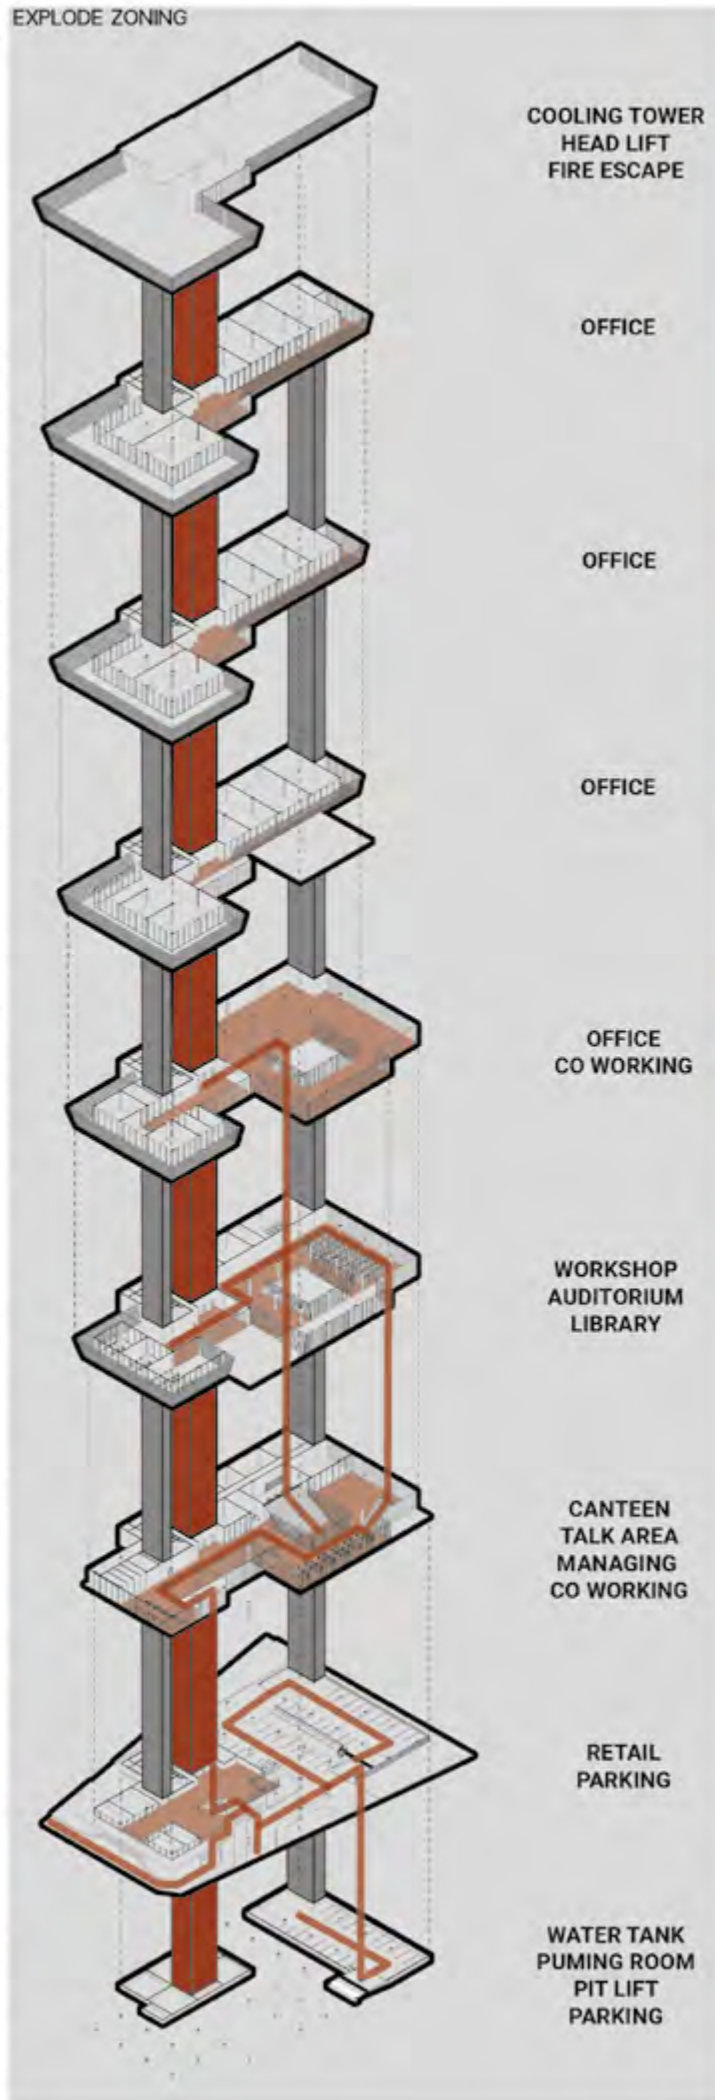 EXPLODE ZONING
COOLING TOWER
HEAD LIFT
FIRE ESCAPE
OFFICE
OFFICE
OFFICE
OFFICE
CO WORKING
WORKSHOP
AUDITORIUM
LIBRARY
CANTEEN
TALK AREA
MANAGING
CO WORKING
RETAIL
PARKING
WATER TANK
PUMING ROOM
PIT LIFT
PARKING